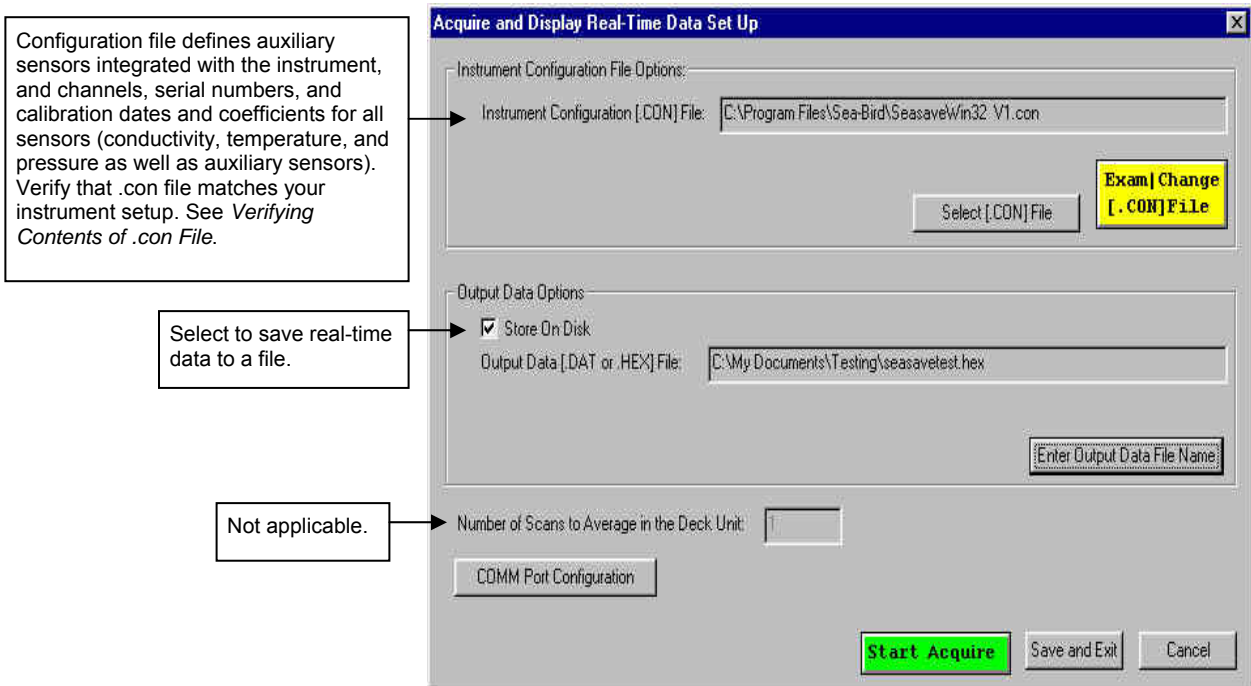 Configuration file defines auxiliary
sensors integrated with the instrument,
and channels, serial numbers, and
calibration dates and coefficients for all
sensors (conductivity, temperature, and
pressure as well as auxiliary sensors).
Verify that .con file matches your
instrument setup. See Verifying
Contents of .con File.
Select to save real-time
data to a file.
Not applicable.
Acquire and Display Real-Time Data Set Up
Instrument Configuration File Options:
Instrument Configuration [.CON] File: C:\Program Files\Sea-Bird\SeasaveWin32 V1.con
Select [.CON] File
Exam|Change
[.CON]File
Output Data Options
Store On Disk
Output Data [.DAT or .HEX] File: C:\My Documents\Testing\seasavetest.hex
Enter Output Data File Name
Number of Scans to Average in the Deck Unit: 1
COMM Port Configuration
Start Acquire Save and Exit Cancel